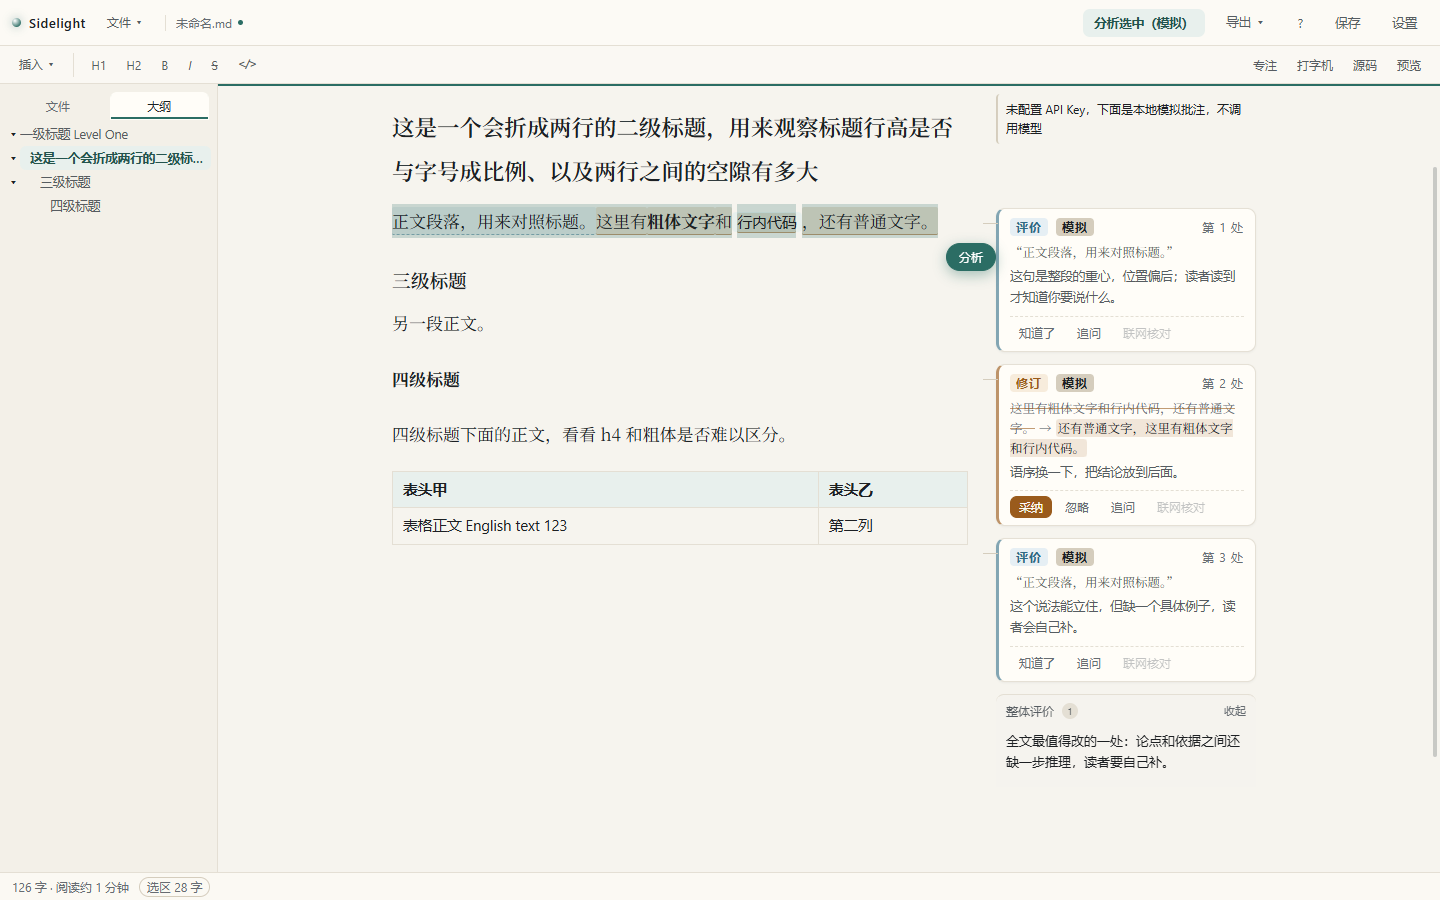 Sidelight 文件 未命名.md 分析选中（模拟） 导出 ? 保存 设置
插入 H1 H2 B I S </> 专注 打字机 源码 预览
文件 大纲
一级标题 Level One
这是一个会折成两行的二级标...
三级标题
四级标题
这是一个会折成两行的二级标题，用来观察标题行高是否
与字号成比例、以及两行之间的空隙有多大
正文段落，用来对照标题。这里有粗体文字和 行内代码 ，还有普通文字。
分析
三级标题
另一段正文。
四级标题
四级标题下面的正文，看看 h4 和粗体是否难以区分。
表头甲 表头乙
表格正文 English text 123 第二列
未配置 API Key，下面是本地模拟批注，不调
用模型
评价 模拟 第 1 处
“正文段落，用来对照标题。”
这句是整段的重心，位置偏后；读者读到
才知道你要说什么。
知道了 追问 联网核对
修订 模拟 第 2 处
这里有粗体文字和行内代码，还有普通文
字。 → 还有普通文字，这里有粗体文字
和行内代码。
语序换一下，把结论放到后面。
采纳 忽略 追问 联网核对
评价 模拟 第 3 处
“正文段落，用来对照标题。”
这个说法能立住，但缺一个具体例子，读
者会自己补。
知道了 追问 联网核对
整体评价 1 收起
全文最值得改的一处：论点和依据之间还
缺一步推理，读者要自己补。
126 字 · 阅读约 1 分钟 选区 28 字